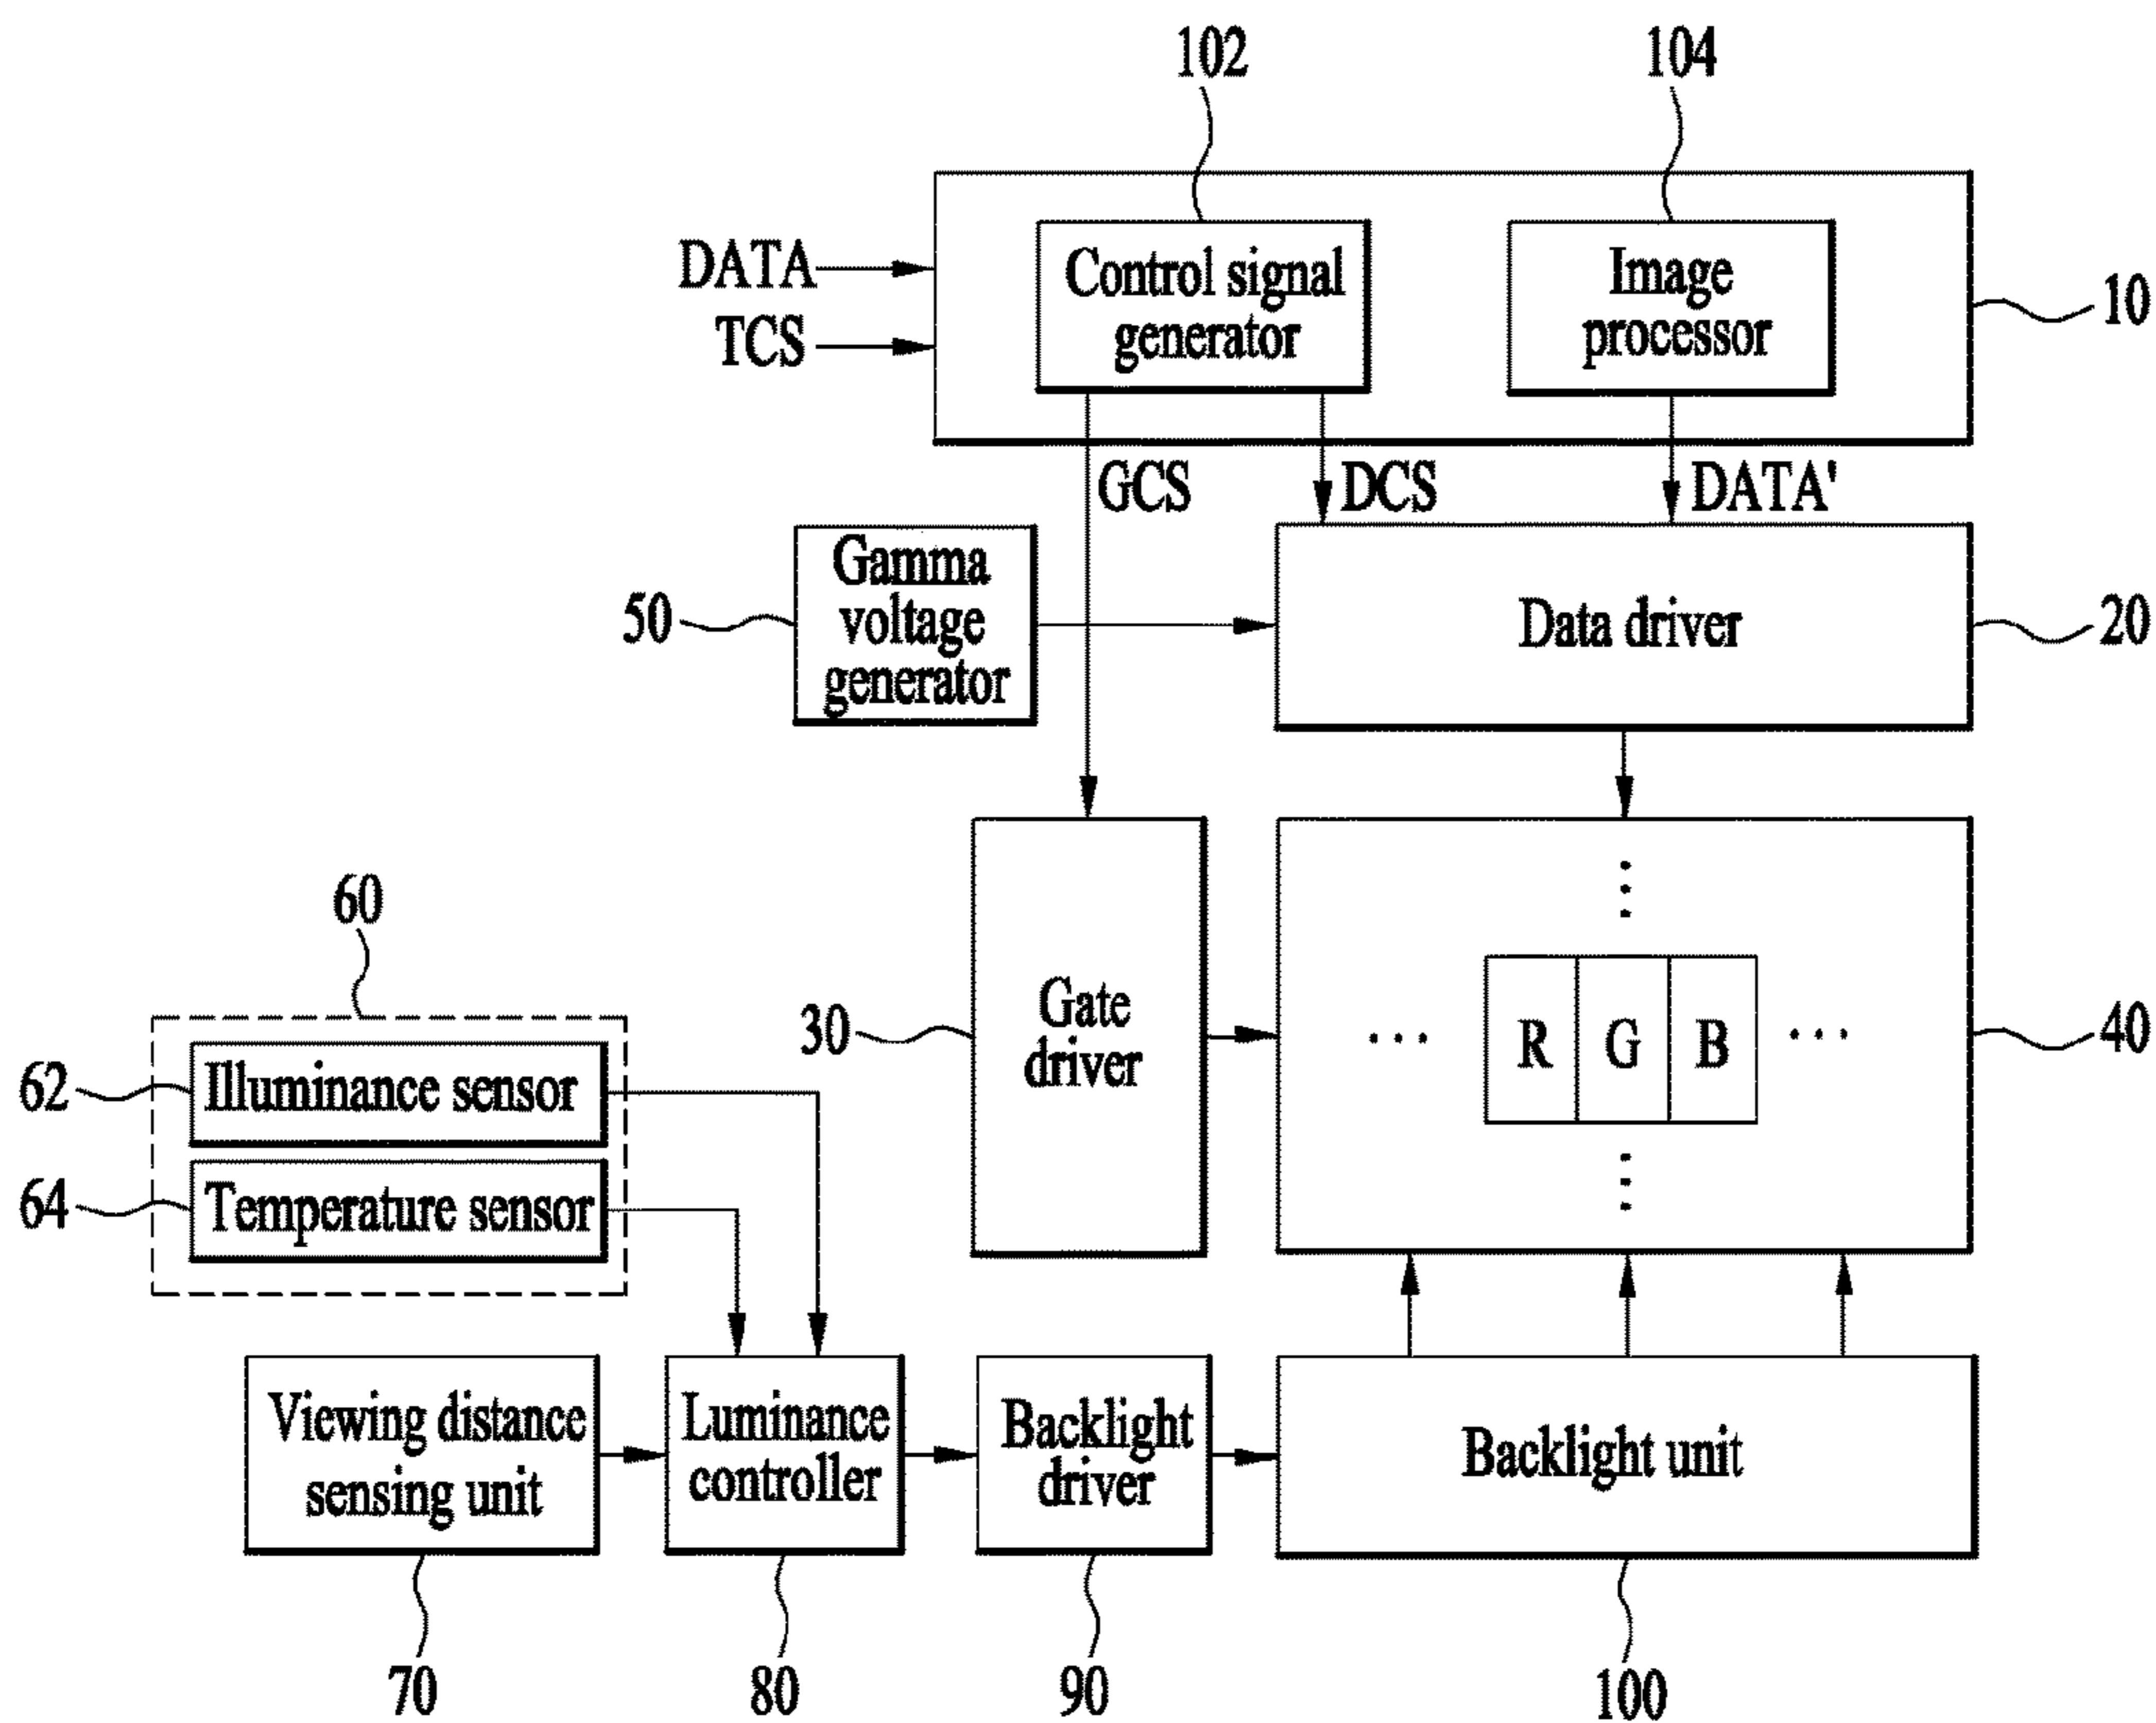 102
104
DATA
TCS
Control signal
generator
Image
processor
10
GCS
DCS
DATA'
50
Gamma
voltage
generator
Data driver
20
60
30
Gate
driver
R
G
B
40
62
Illuminance sensor
64
Temperature sensor
Viewing distance
sensing unit
Luminance
controller
Backlight
driver
Backlight unit
70
80
90
100